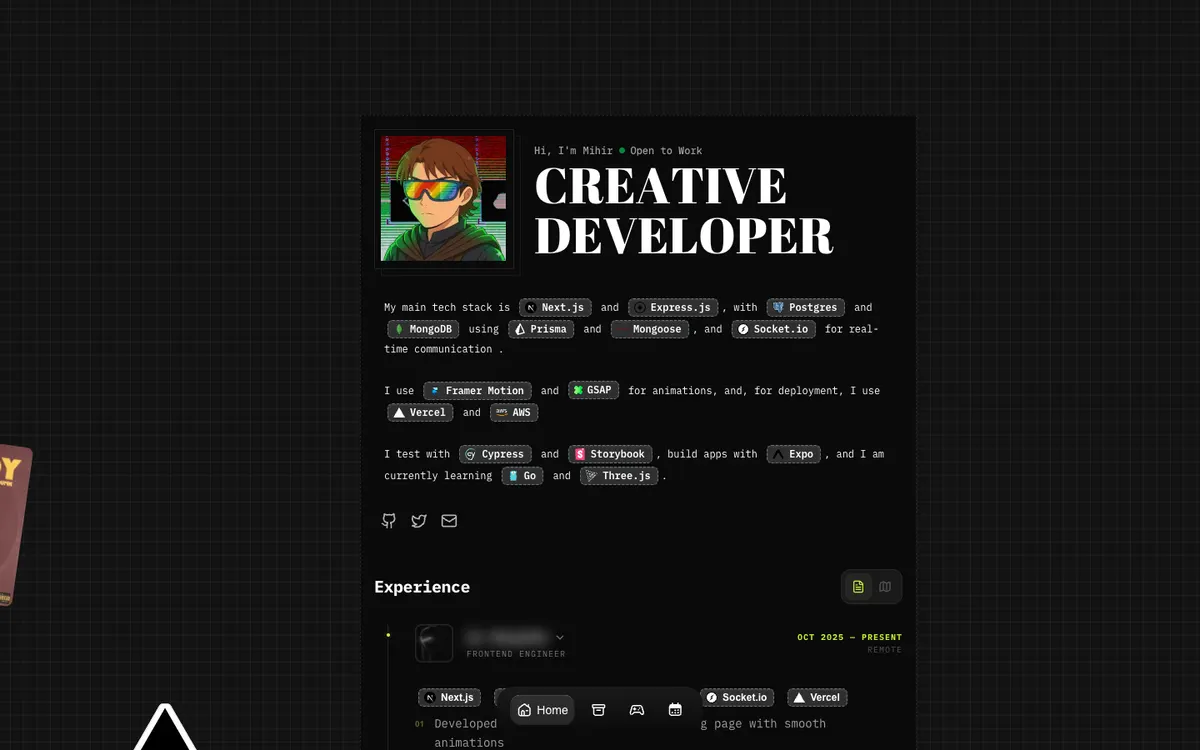 Hi, I'm Mihir Open to Work
CREATIVE
DEVELOPER
My main tech stack is Next.js and Express.js , with Postgres and
MongoDB using Prisma and Mongoose , and Socket.io for real-
time communication .
I use Framer Motion and GSAP for animations, and, for deployment, I use
Vercel and aws AWS
I test with cy Cypress and S Storybook , build apps with Expo , and I am
currently learning Go and Three.js .
Experience
OCT 2025 — PRESENT
FRONTEND ENGINEER
REMOTE
Next.js Socket.io Vercel
Home
01 Developed g page with smooth
animations